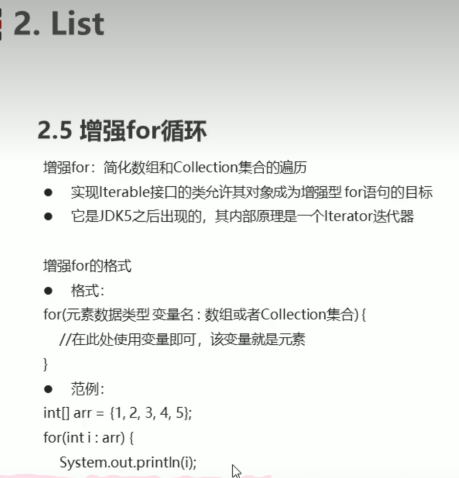 2. List
2.5 增强for循环
增强for：简化数组和Collection集合的遍历
● 实现Iterable接口的类允许其对象成为增强型 for语句的目标
● 它是JDK5之后出现的，其内部原理是一个Iterator迭代器
增强for的格式
● 格式：
for(元素数据类型 变量名 : 数组或者Collection集合) {
//在此处使用变量即可，该变量就是元素
}
● 范例：
int[] arr = {1, 2, 3, 4, 5};
for(int i : arr) {
System.out.println(i);